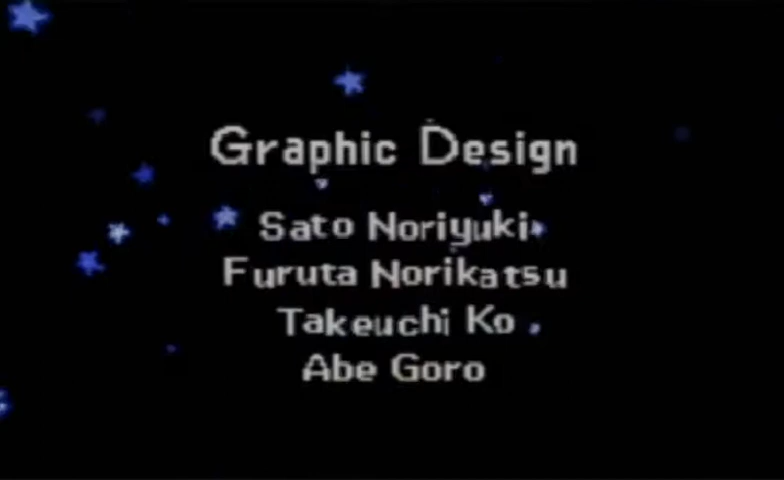 Graphic Design
Sato Noriyuki
Furuta Norikatsu
Takeuchi Ko
Abe Goro